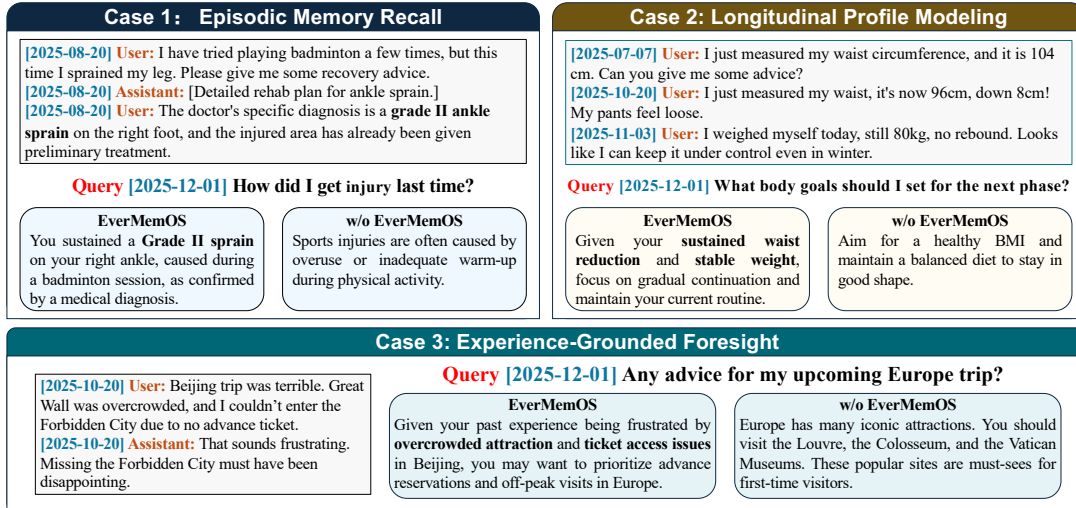 Case 1: Episodic Memory Recall
[2025-08-20] User: I have tried playing badminton a few times, but this
time I sprained my leg. Please give me some recovery advice.
[2025-08-20] Assistant: [Detailed rehab plan for ankle sprain.]
[2025-08-20] User: The doctor's specific diagnosis is a grade II ankle
sprain on the right foot, and the injured area has already been given
preliminary treatment.
Query [2025-12-01] How did I get injury last time?
EverMemOS
You sustained a Grade II sprain
on your right ankle, caused during
a badminton session, as confirmed
by a medical diagnosis.
w/o EverMemOS
Sports injuries are often caused by
overuse or inadequate warm-up
during physical activity.
Case 2: Longitudinal Profile Modeling
[2025-07-07] User: I just measured my waist circumference, and it is 104
cm. Can you give me some advice?
[2025-10-20] User: I just measured my waist, it's now 96cm, down 8cm!
My pants feel loose.
[2025-11-03] User: I weighed myself today, still 80kg, no rebound. Looks
like I can keep it under control even in winter.
Query [2025-12-01] What body goals should I set for the next phase?
EverMemOS
Given your sustained waist
reduction and stable weight,
focus on gradual continuation and
maintain your current routine.
w/o EverMemOS
Aim for a healthy BMI and
maintain a balanced diet to stay in
good shape.
Case 3: Experience-Grounded Foresight
[2025-10-20] User: Beijing trip was terrible. Great
Wall was overcrowded, and I couldn't enter the
Forbidden City due to no advance ticket.
[2025-10-20] Assistant: That sounds frustrating.
Missing the Forbidden City must have been
disappointing.
Query [2025-12-01] Any advice for my upcoming Europe trip?
EverMemOS
Given your past experience being frustrated by
overcrowded attraction and ticket access issues
in Beijing, you may want to prioritize advance
reservations and off-peak visits in Europe.
w/o EverMemOS
Europe has many iconic attractions. You should
visit the Louvre, the Colosseum, and the Vatican
Museums. These popular sites are must-sees for
first-time visitors.